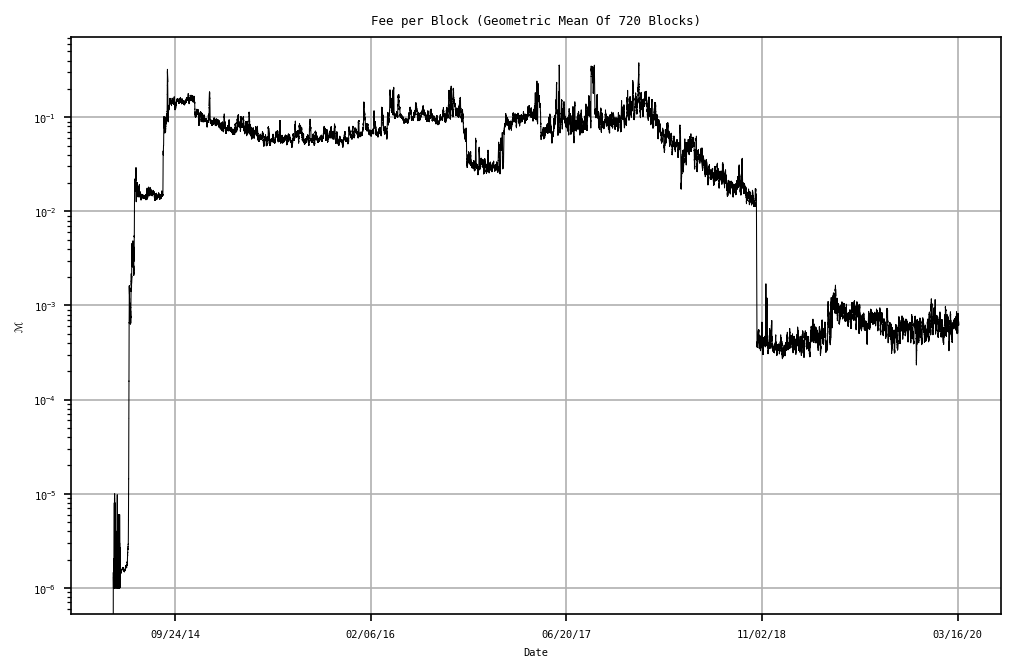 Fee per Block (Geometric Mean Of 720 Blocks)
10⁻¹
10⁻²
10⁻³
10⁻⁴
10⁻⁵
10⁻⁶
ℳ
09/24/14 02/06/16 06/20/17 11/02/18 03/16/20
Date